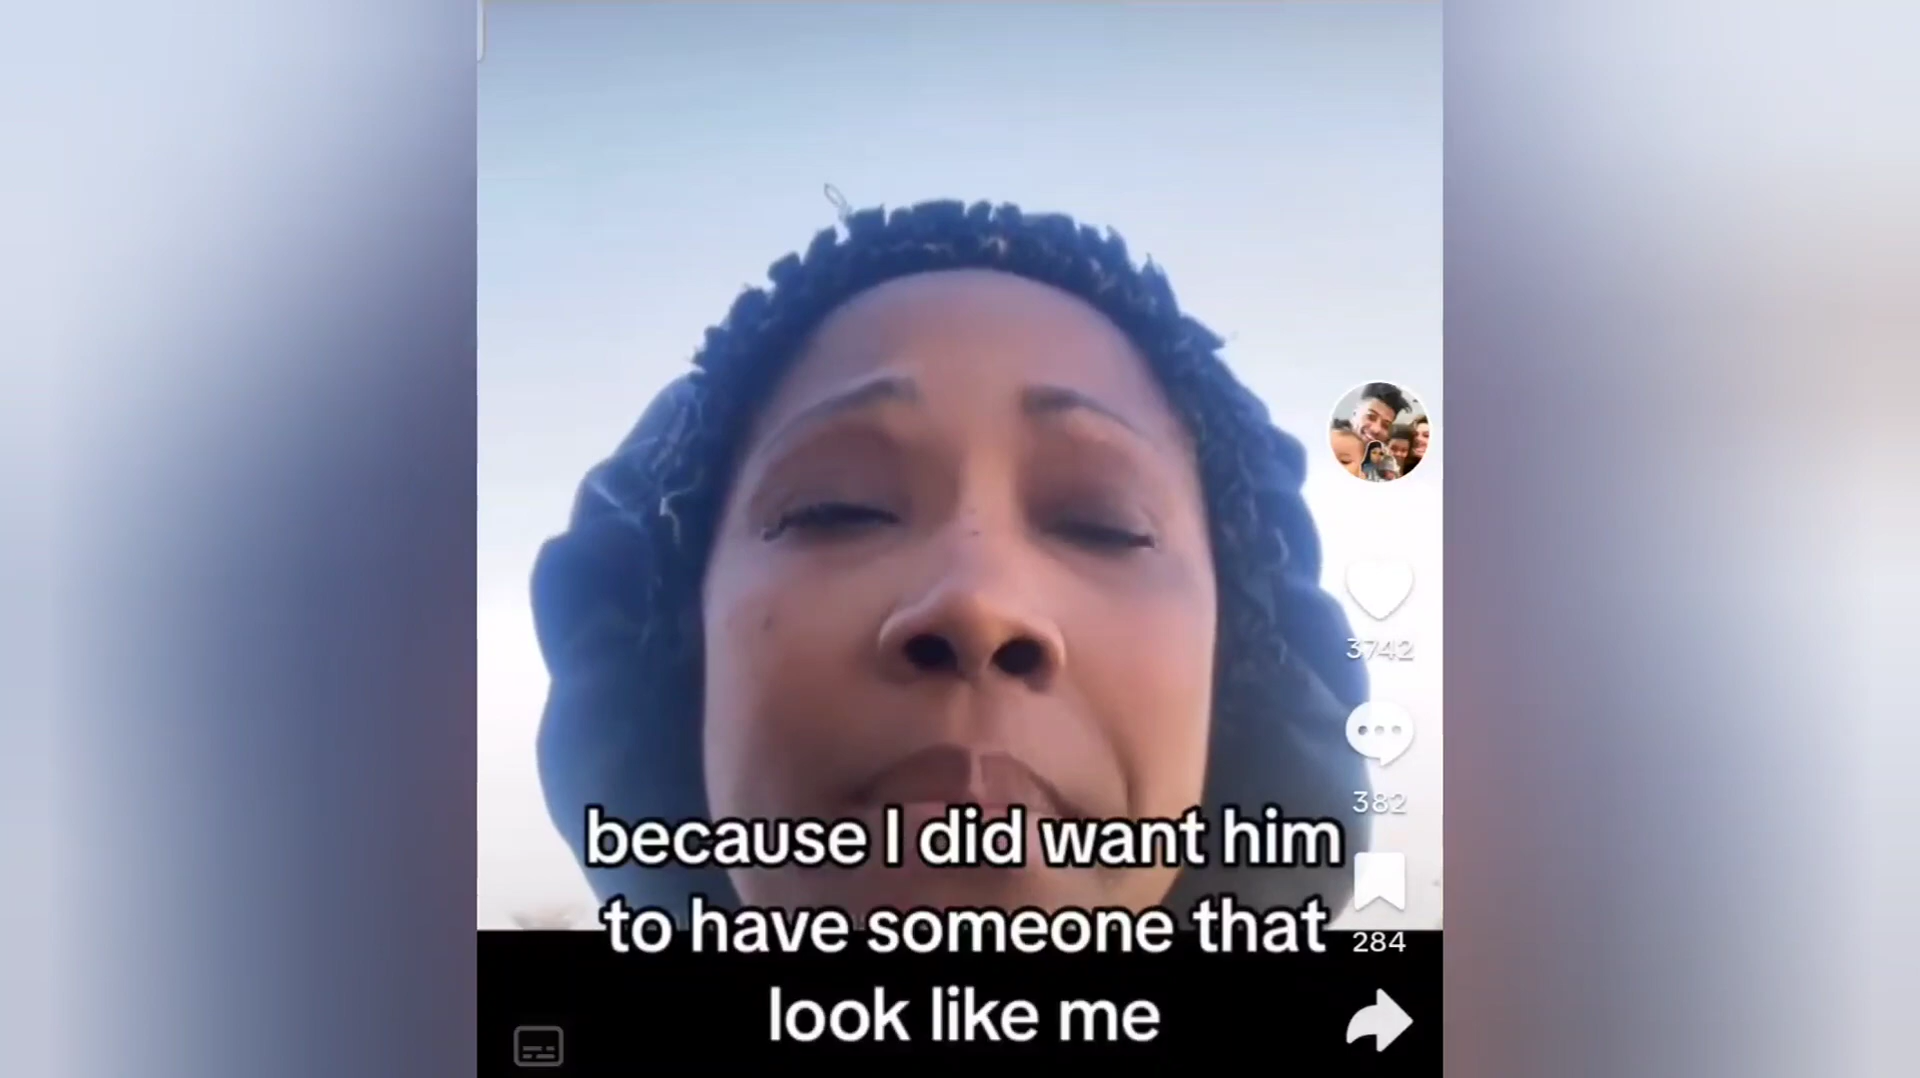 3742
382
because I did want him
to have someone that
284
look like me